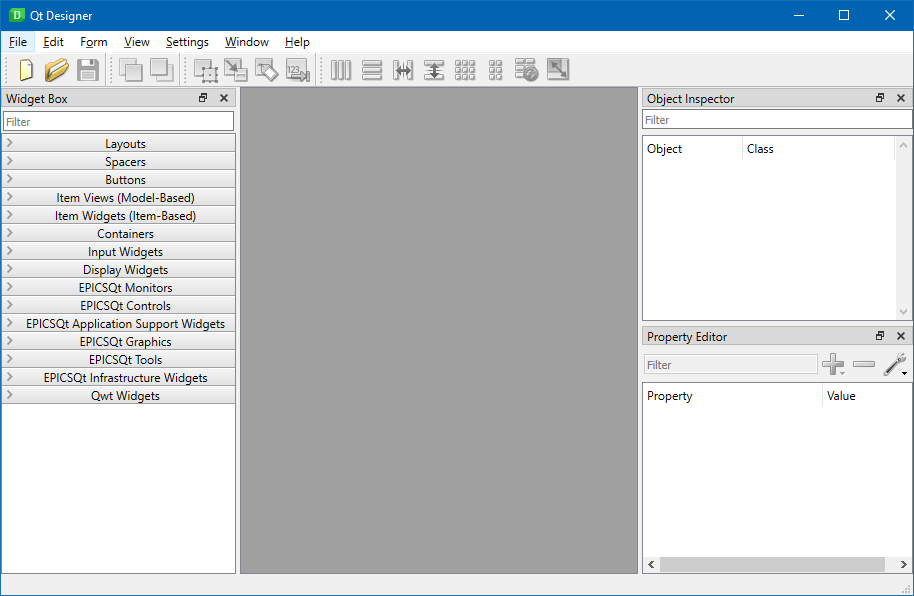 Qt Designer
File Edit Form View Settings Window Help
123
Widget Box
Filter
Layouts
Spacers
Buttons
Item Views (Model-Based)
Item Widgets (Item-Based)
Containers
Input Widgets
Display Widgets
EPICSQt Monitors
EPICSQt Controls
EPICSQt Application Support Widgets
EPICSQt Graphics
EPICSQt Tools
EPICSQt Infrastructure Widgets
Qwt Widgets
Object Inspector
Filter
Object Class
Property Editor
Filter
Property Value